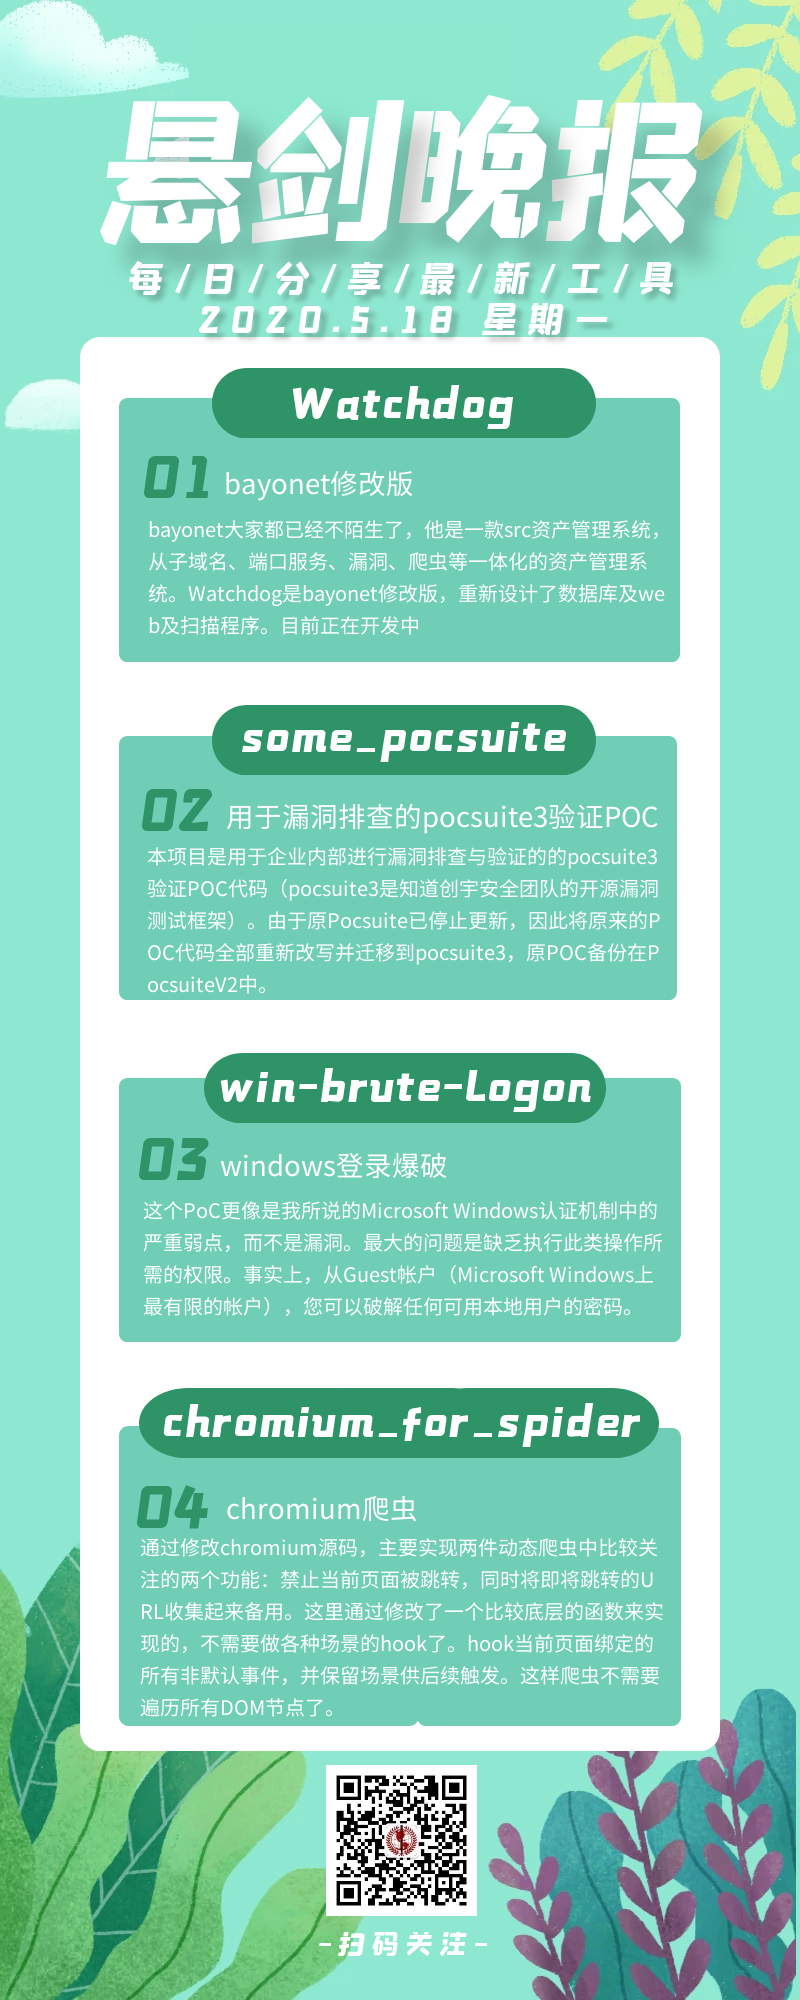 悬剑晚报
每/日/分/享/最/新/工/具
2020.5.18 星期一
Watchdog
01 bayonet修改版
bayonet大家都已经不陌生了，他是一款src资产管理系统，
从子域名、端口服务、漏洞、爬虫等一体化的资产管理系
统。Watchdog是bayonet修改版，重新设计了数据库及we
b及扫描程序。目前正在开发中
some_pocsuite
02 用于漏洞排查的pocsuite3验证POC
本项目是用于企业内部进行漏洞排查与验证的的pocsuite3
验证POC代码（pocsuite3是知道创宇安全团队的开源漏洞
测试框架）。由于原Pocsuite已停止更新，因此将原来的P
OC代码全部重新改写并迁移到pocsuite3，原POC备份在P
ocsuiteV2中。
win-brute-Logon
03 windows登录爆破
这个PoC更像是我所说的Microsoft Windows认证机制中的
严重弱点，而不是漏洞。最大的问题是缺乏执行此类操作所
需的权限。事实上，从Guest帐户（Microsoft Windows上
最有限的帐户），您可以破解任何可用本地用户的密码。
chromium_for_spider
04 chromium爬虫
通过修改chromium源码，主要实现两件动态爬虫中比较关
注的两个功能：禁止当前页面被跳转，同时将即将跳转的U
RL收集起来备用。这里通过修改了一个比较底层的函数来实
现的，不需要做各种场景的hook了。hook当前页面绑定的
所有非默认事件，并保留场景供后续触发。这样爬虫不需要
遍历所有DOM节点了。
-扫码关注-